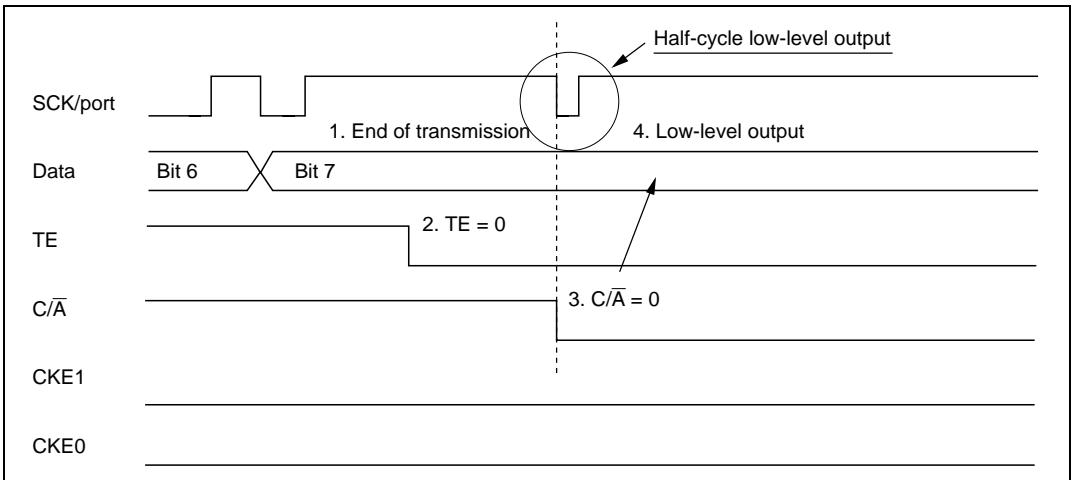 Half-cycle low-level output
SCK/port
1. End of transmission
4. Low-level output
Data
Bit 6
Bit 7
TE
2. TE = 0
C/A̅
3. C/A̅ = 0
CKE1
CKE0